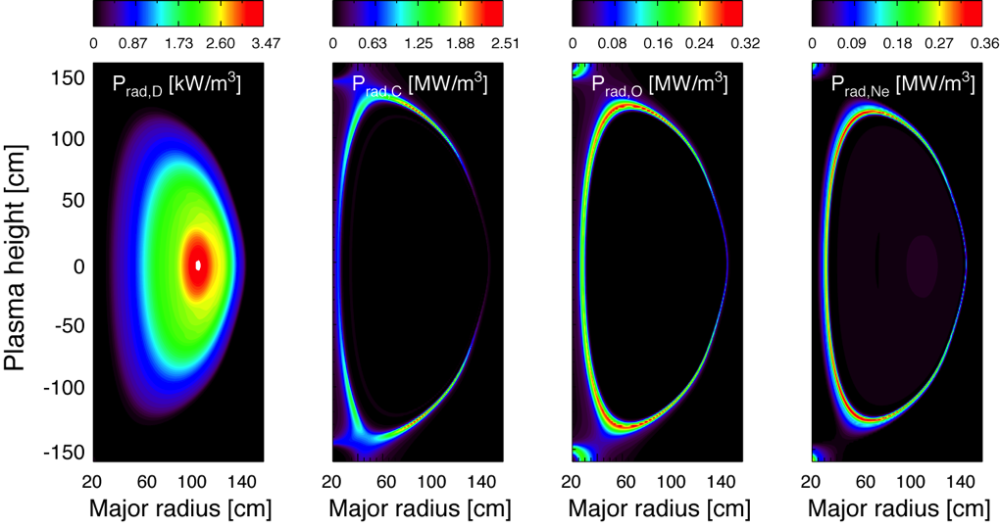 0 0.87 1.73 2.60 3.47
0 0.63 1.25 1.88 2.51
0 0.08 0.16 0.24 0.32
0 0.09 0.18 0.27 0.36
P_rad,D [kW/m³]
P_rad,C [MW/m³]
P_rad,O [MW/m³]
P_rad,Ne [MW/m³]
Plasma height [cm]
150
100
50
0
-50
-100
-150
20 60 100 140
20 60 100 140
20 60 100 140
20 60 100 140
Major radius [cm]
Major radius [cm]
Major radius [cm]
Major radius [cm]